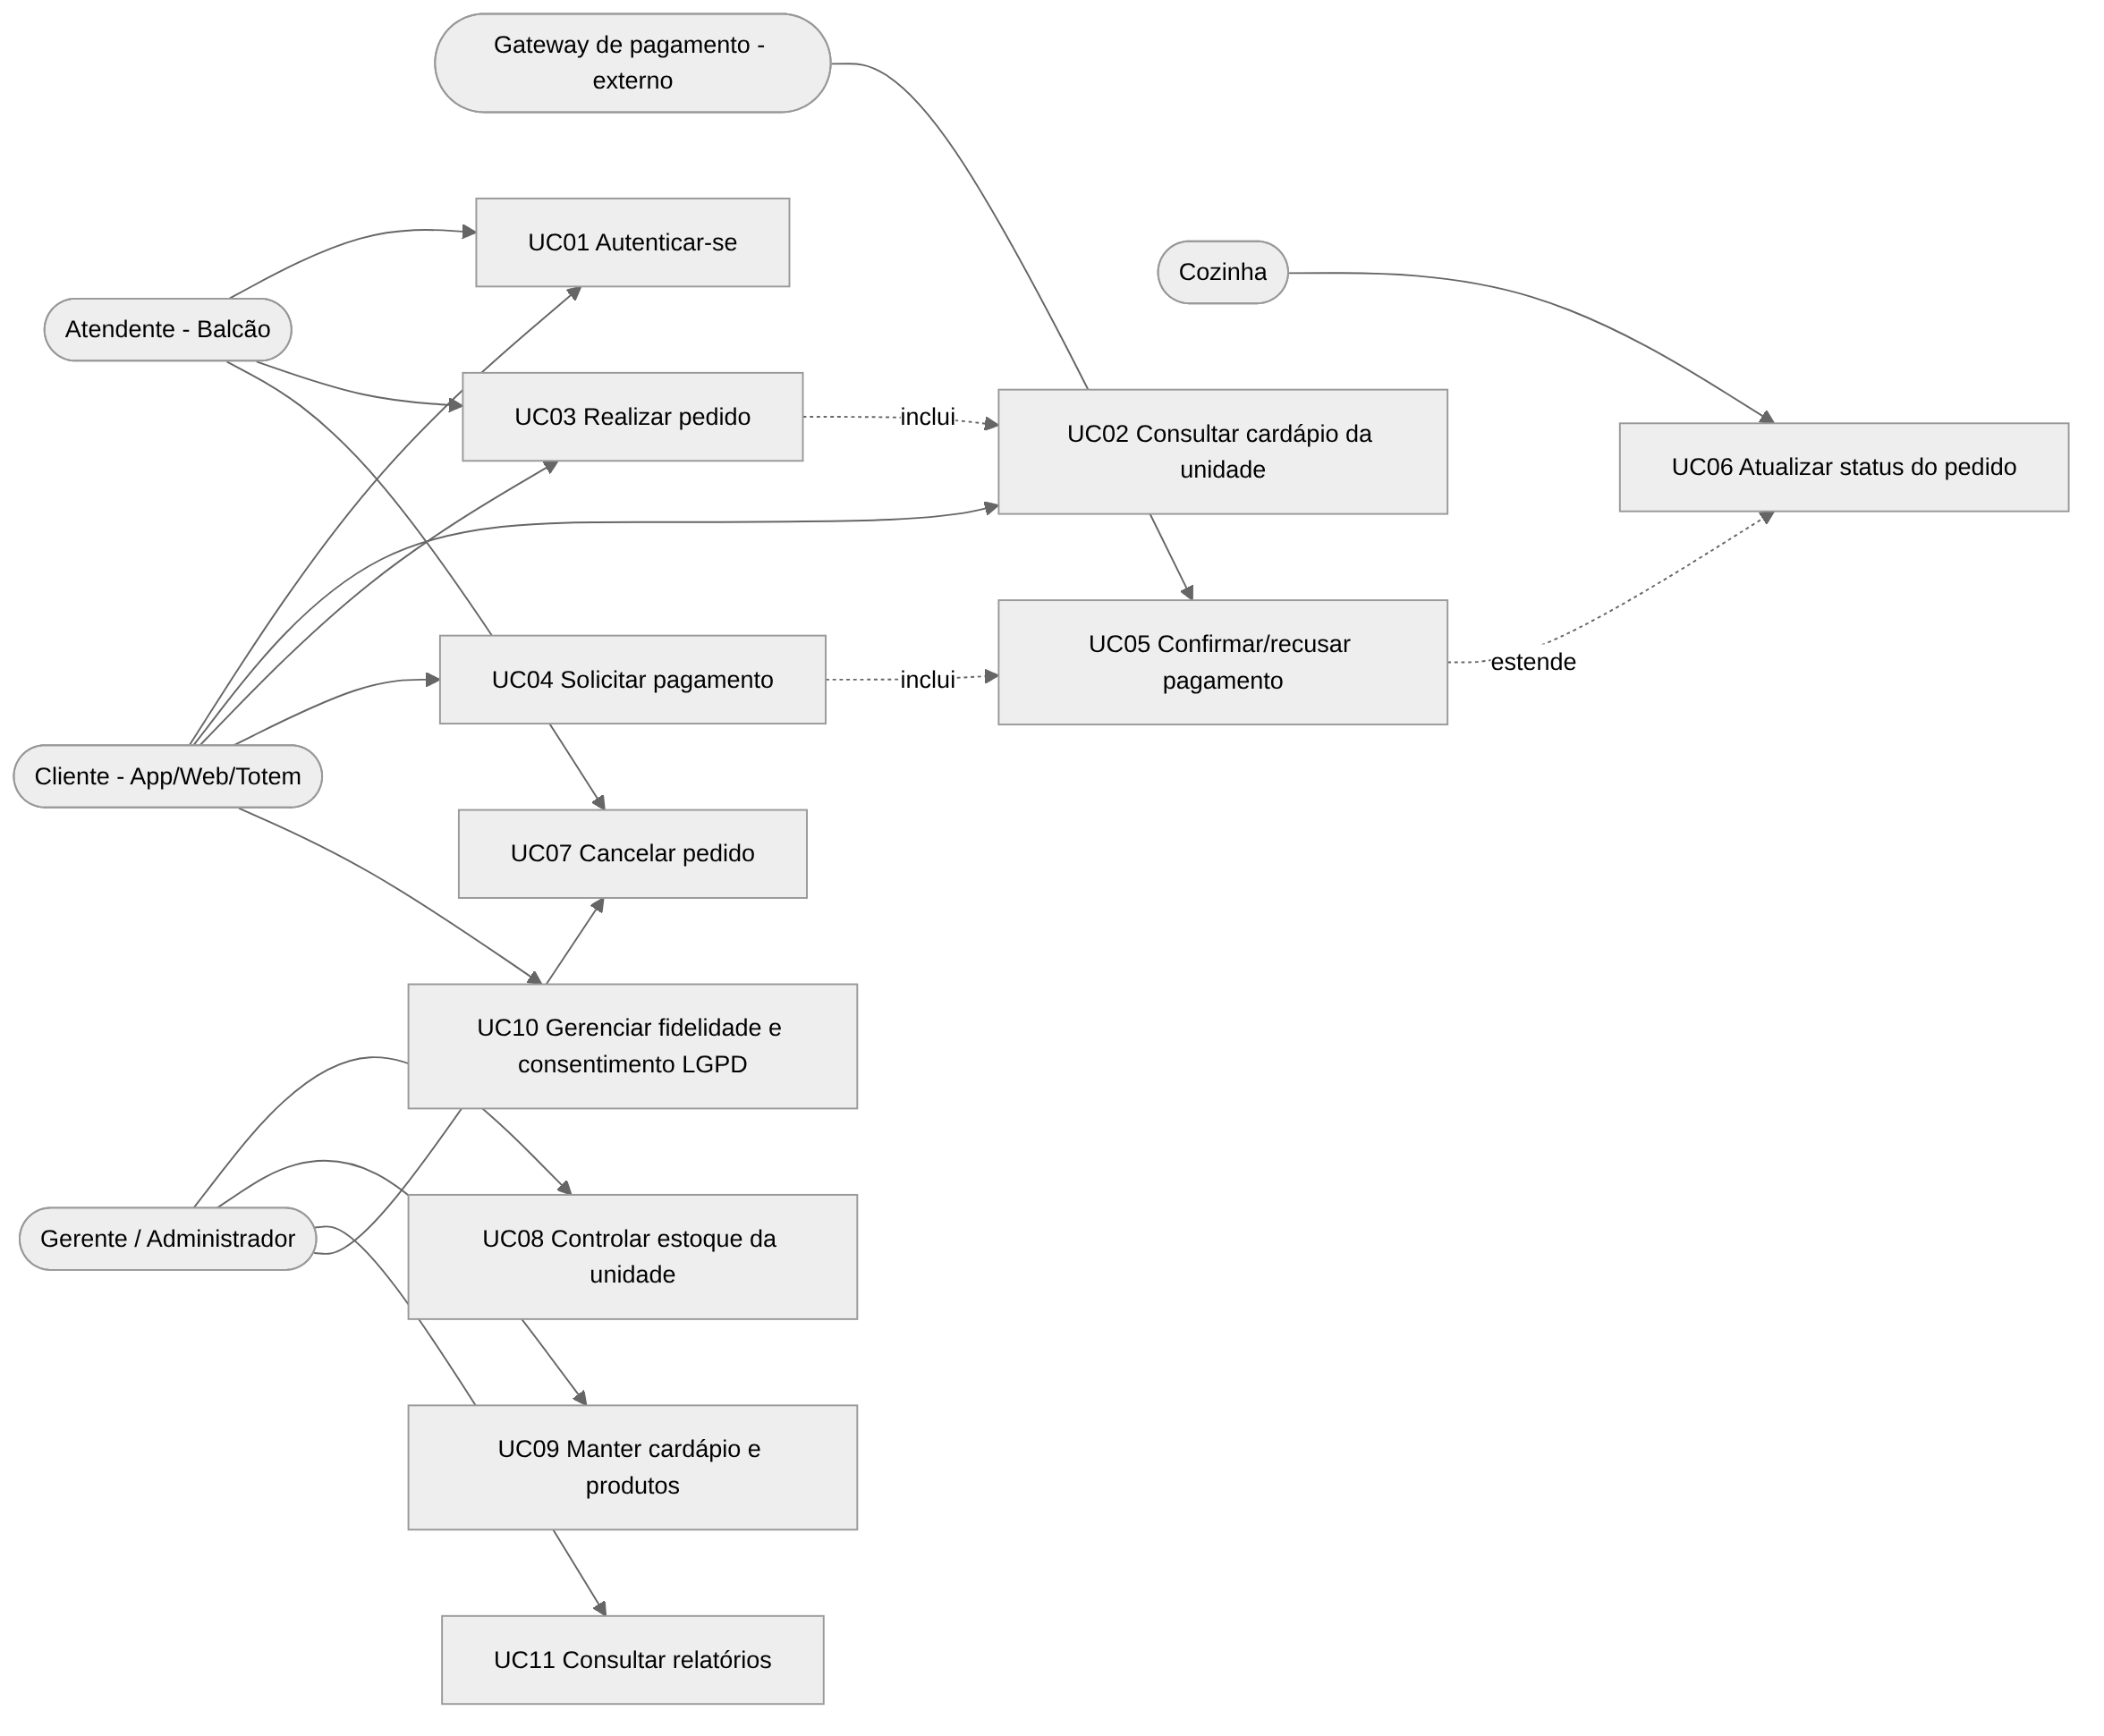 Gateway de pagamento -
externo
UC01 Autenticar-se
Cozinha
Atendente - Balcão
UC03 Realizar pedido
inclui
UC02 Consultar cardápio da
unidade
UC06 Atualizar status do pedido
UC04 Solicitar pagamento
inclui
UC05 Confirmar/recusar
pagamento
estende
Cliente - App/Web/Totem
UC07 Cancelar pedido
UC10 Gerenciar fidelidade e
consentimento LGPD
Gerente / Administrador
UC08 Controlar estoque da
unidade
UC09 Manter cardápio e
produtos
UC11 Consultar relatórios